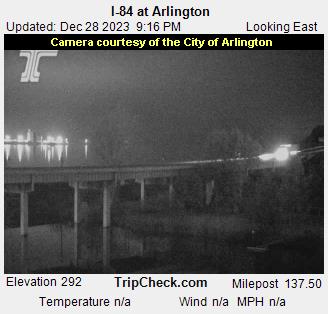 I-84 at Arlington
Updated: Dec 28 2023 9:16 PM Looking East
Camera courtesy of the City of Arlington
Elevation 292 TripCheck.com Milepost 137.50
Temperature n/a Wind n/a MPH n/a